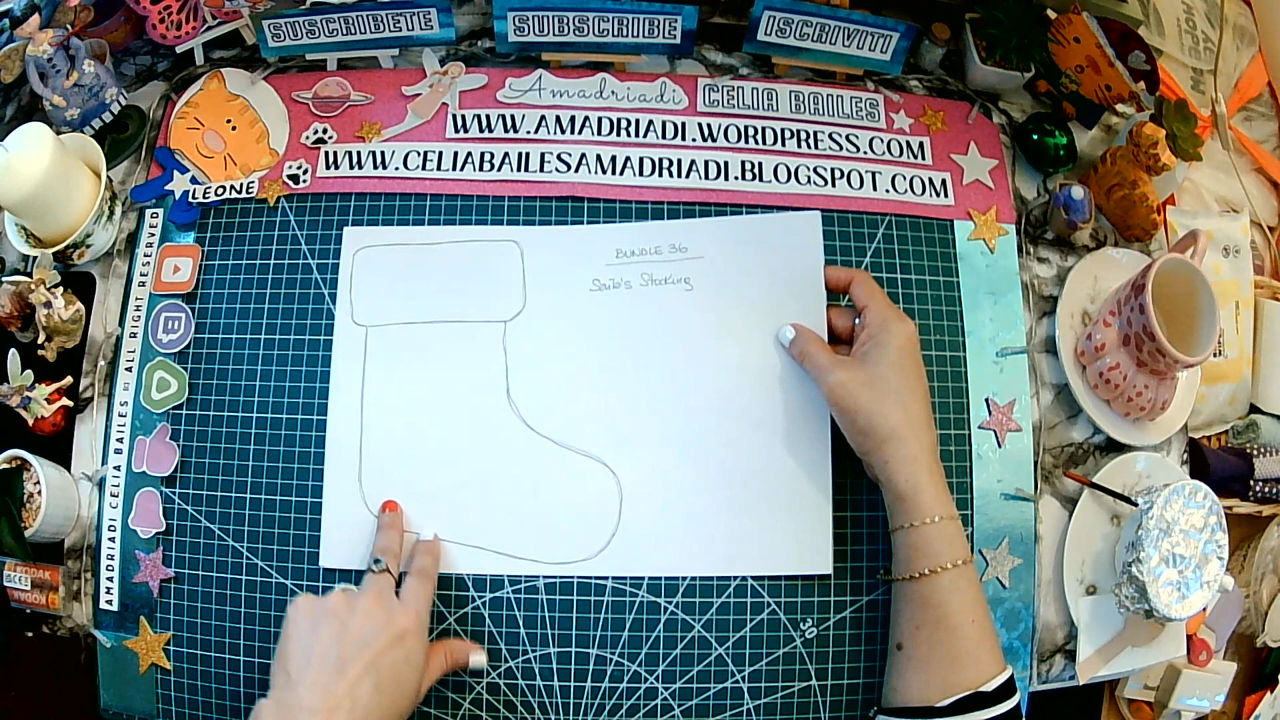 SUSCRIBETE
SUBSCRIBE
ISCRIVITI
Amadriadi CELIA BAILES
WWW.AMADRIADI.WORDPRESS.COM
WWW.CELIABAILESAMADRIADI.BLOGSPOT.COM
LEONE
AMADRIADI CELIA BAILES ALL RIGHT RESERVED
BUNDLE 36
Stocking
30
KODAK
KODAK